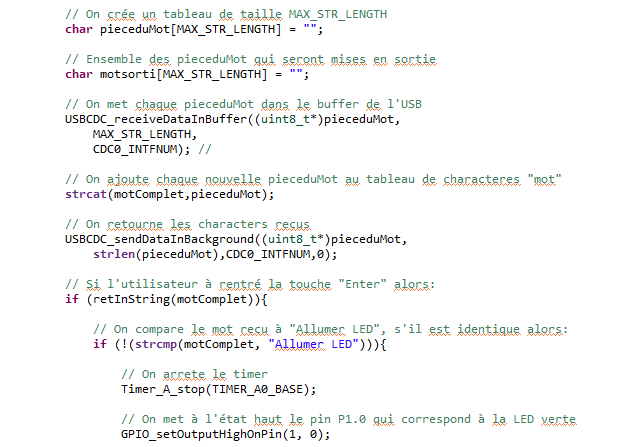 // On crée un tableau de taille MAX_STR_LENGTH
char pieceduMot[MAX_STR_LENGTH] = "";
// Ensemble des pieceduMot qui seront mises en sortie
char motsorti[MAX_STR_LENGTH] = "";
// On met chaque pieceduMot dans le buffer de l'USB
USBCDC_receiveDataInBuffer((uint8_t*)pieceduMot,
MAX_STR_LENGTH,
CDC0_INTFNUM); //
// On ajoute chaque nouvelle pieceduMot au tableau de characteres "mot"
strcat(motComplet,pieceduMot);
// On retourne les characters recus
USBCDC_sendDataInBackground((uint8_t*)pieceduMot,
strlen(pieceduMot),CDC0_INTFNUM,0);
// Si l'utilisateur à rentré la touche "Enter" alors:
if (retInString(motComplet)){
// On compare le mot reçu à "Allumer LED", s'il est identique alors:
if (!(strcmp(motComplet, "Allumer LED"))){
// On arrete le timer
Timer_A_stop(TIMER_A0_BASE);
// On met à l'état haut le pin P1.0 qui correspond à la LED verte
GPIO_setOutputHighOnPin(1, 0);